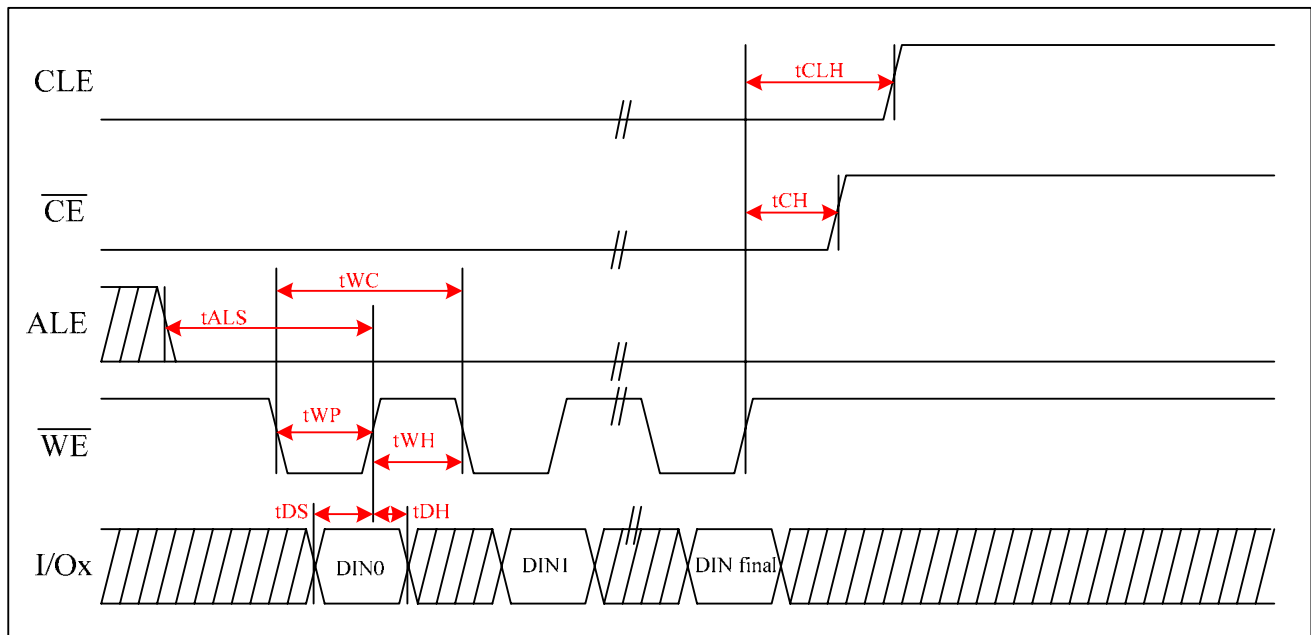 CLE
tCLH
CE
tCH
tWC
ALE
tALS
WE
tWP
tWH
tDS
tDH
I/Ox
DIN0
DIN1
DIN final